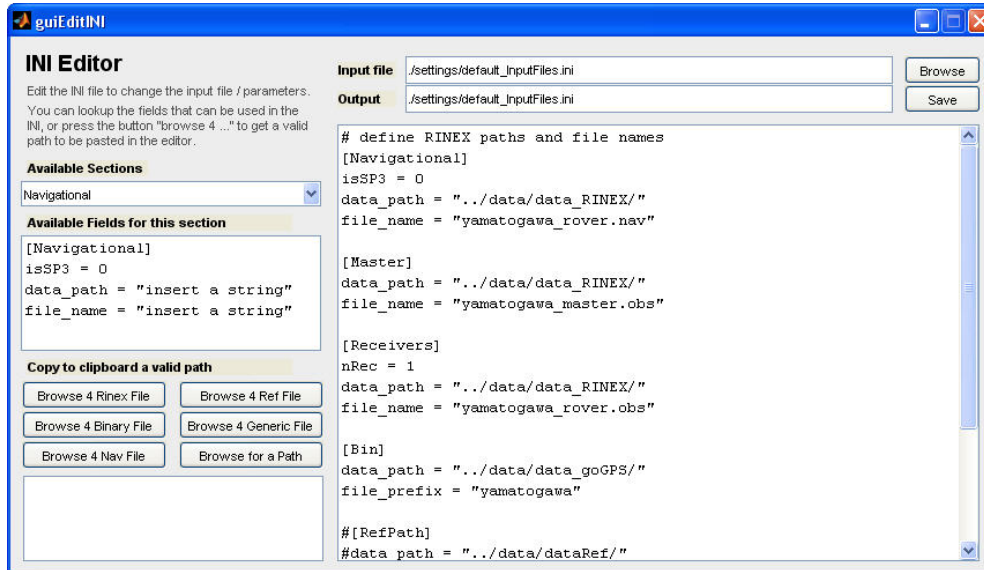 guiEditINI
INI Editor
Edit the INI file to change the input file / parameters.
You can lookup the fields that can be used in the
INI, or press the button "browse 4 ..." to get a valid
path to be pasted in the editor.
Available Sections
Navigational
Available Fields for this section
[Navigational]
isSP3 = 0
data_path = "insert a string"
file_name = "insert a string"
Copy to clipboard a valid path
Browse 4 Rinex File
Browse 4 Ref File
Browse 4 Binary File
Browse 4 Generic File
Browse 4 Nav File
Browse for a Path
Input file
./settings/default_InputFiles.ini
Browse
Output
./settings/default_InputFiles.ini
Save
# define RINEX paths and file names
[Navigational]
isSP3 = 0
data_path = "../data/data_RINEX/"
file_name = "yamatogawa_rover.nav"
[Master]
data_path = "../data/data_RINEX/"
file_name = "yamatogawa_master.obs"
[Receivers]
nRec = 1
data_path = "../data/data_RINEX/"
file_name = "yamatogawa_rover.obs"
[Bin]
data_path = "../data/data_goGPS/"
file_prefix = "yamatogawa"
#[RefPath]
#data_path = "../data/dataRef/"